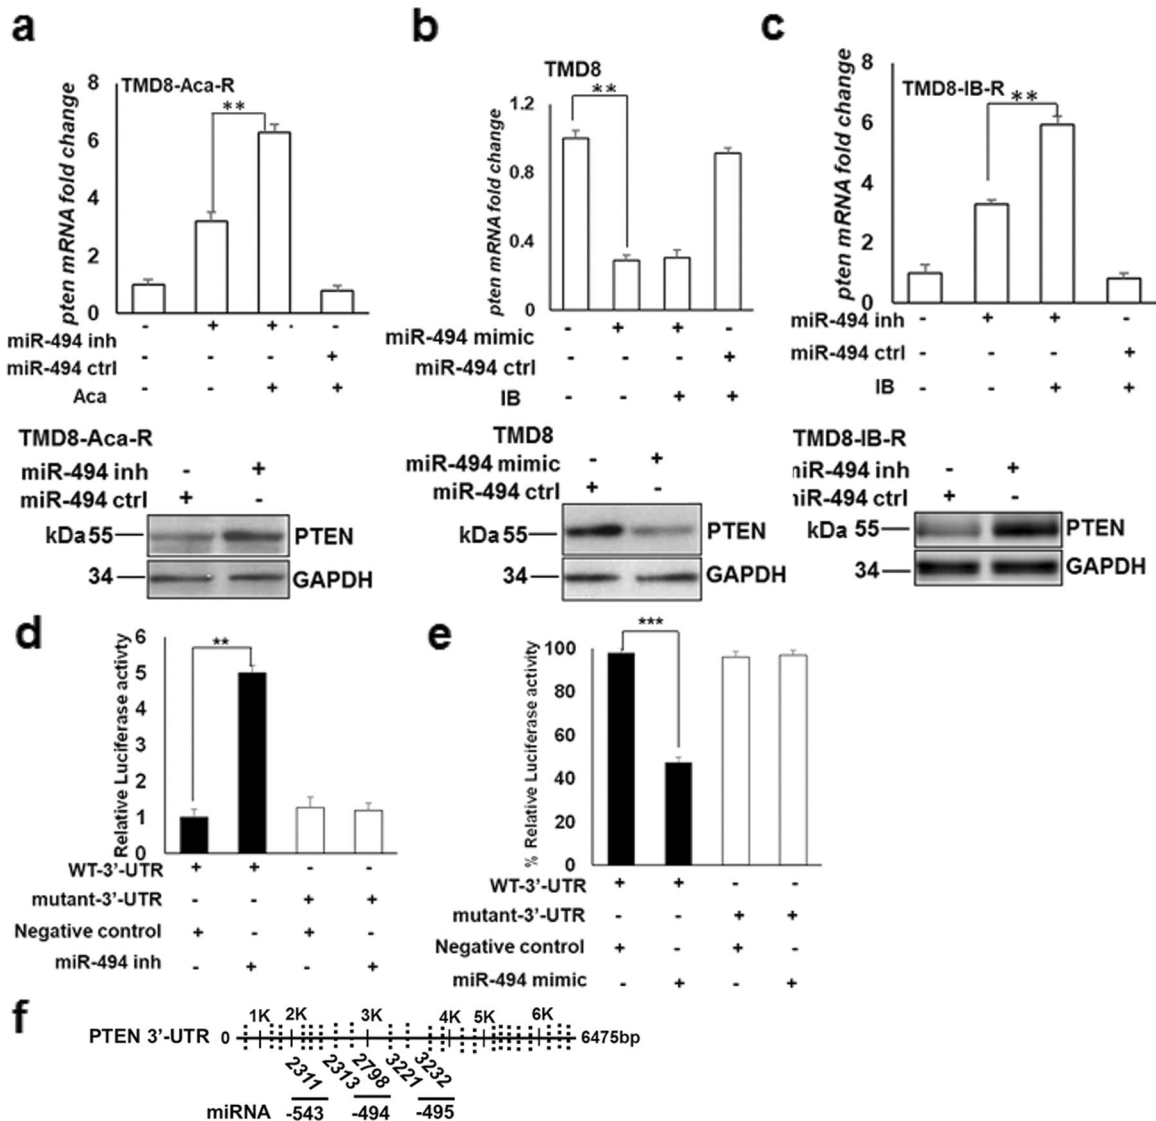 a
TMD8-Aca-R
**
pten mRNA fold change
8
6
4
2
0
miR-494 inh - + + -
miR-494 ctrl - - - +
Aca - - + +
TMD8-Aca-R
miR-494 inh - +
miR-494 ctrl + -
kDa 55 PTEN
34 GAPDH
b
TMD8
**
pten mRNA fold change
1.2
0.8
0.4
0
miR-494 mimic - + + -
miR-494 ctrl - - - +
IB - - + +
TMD8
miR-494 mimic - +
miR-494 ctrl + -
kDa 55 PTEN
34 GAPDH
c
TMD8-IB-R
**
pten mRNA fold change
8
6
4
2
0
miR-494 inh - + + -
miR-494 ctrl - - - +
IB - - + +
TMD8-IB-R
miR-494 inh - +
miR-494 ctrl + -
kDa 55 PTEN
34 GAPDH
d
**
Relative Luciferase activty
6
5
4
3
2
1
0
WT-3'-UTR + + - -
mutant-3'-UTR - - + +
Negative control + - + -
miR-494 inh - + - +
e
***
% Relative Luciferase activity
100
80
60
40
20
0
WT-3'-UTR + + - -
mutant-3'-UTR - - + +
Negative control + - + -
miR-494 mimic - + - +
f
1K 2K 3K 4K 5K 6K
PTEN 3'-UTR 0 6475bp
2311 2313 2798 3221 3232
miRNA -543 -494 -495